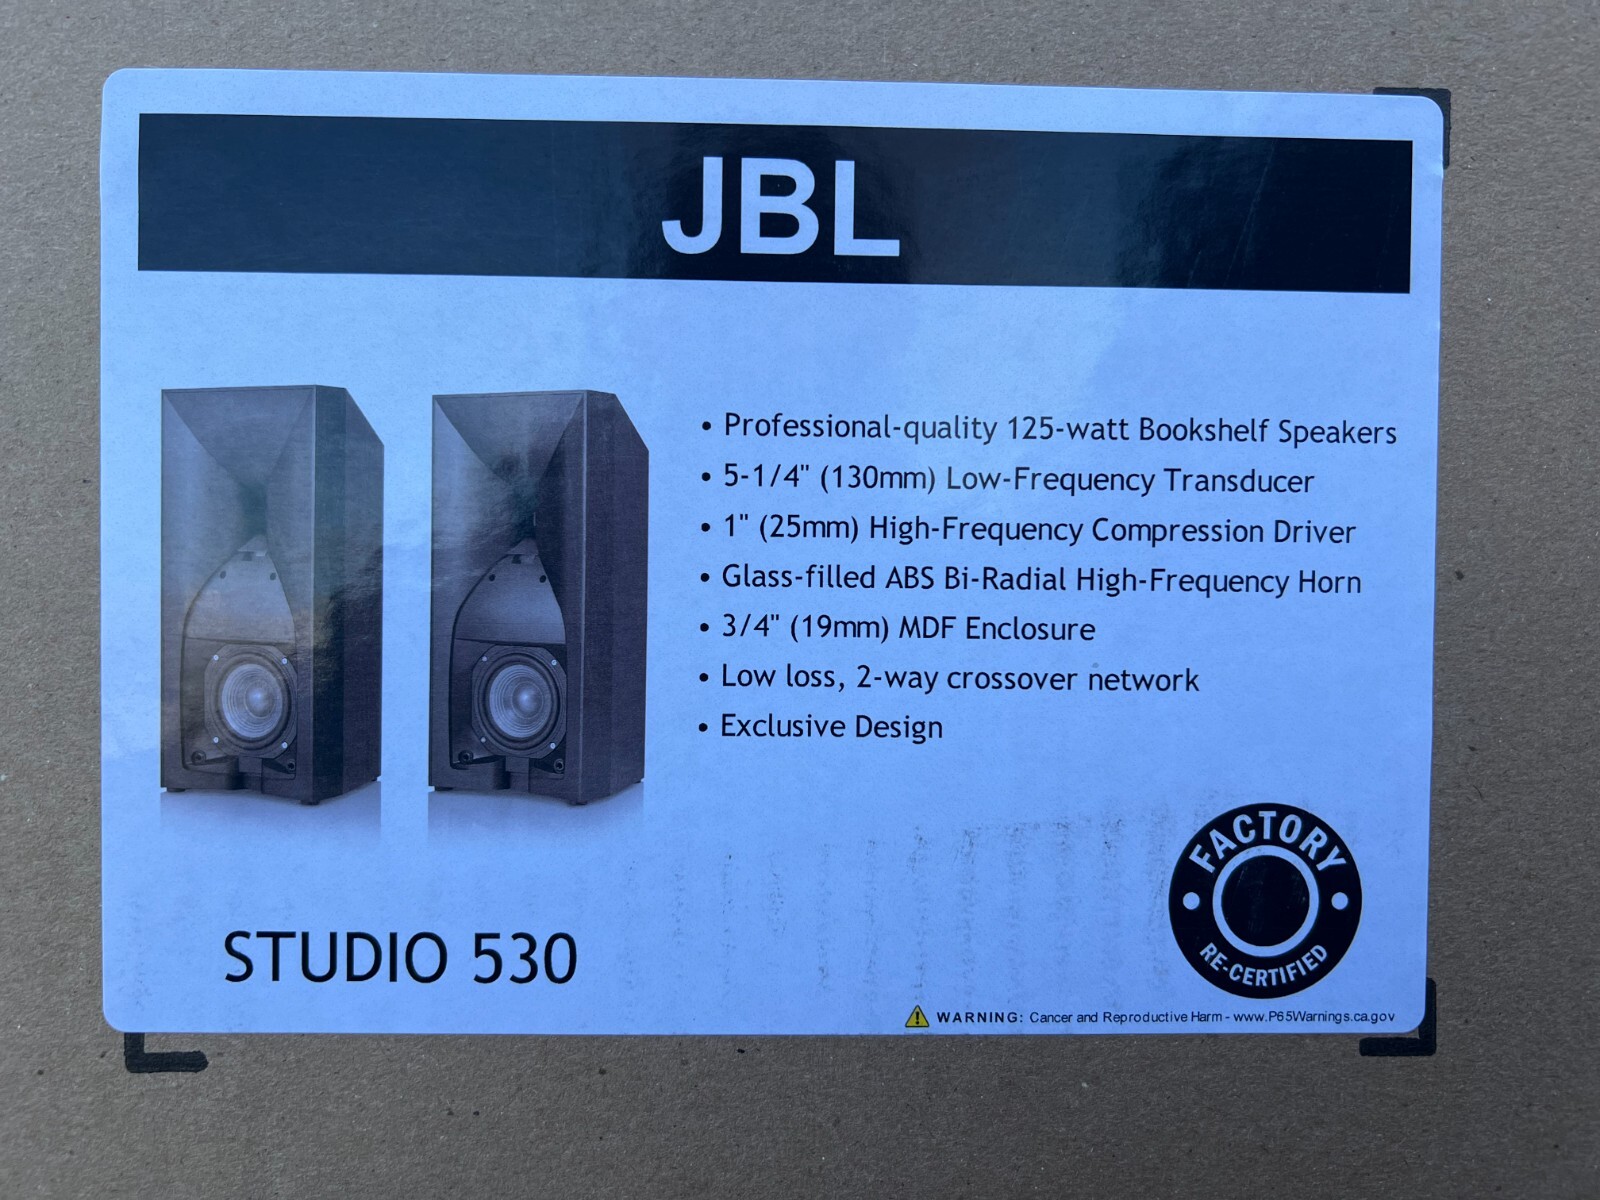 JBL
• Professional-quality 125-watt Bookshelf Speakers
• 5-1/4" (130mm) Low-Frequency Transducer
• 1" (25mm) High-Frequency Compression Driver
• Glass-filled ABS Bi-Radial High-Frequency Horn
• 3/4" (19mm) MDF Enclosure
• Low loss, 2-way crossover network
• Exclusive Design
FACTORY
RE-CERTIFIED
STUDIO 530
WARNING: Cancer and Reproductive Harm - www.P65Warnings.ca.gov